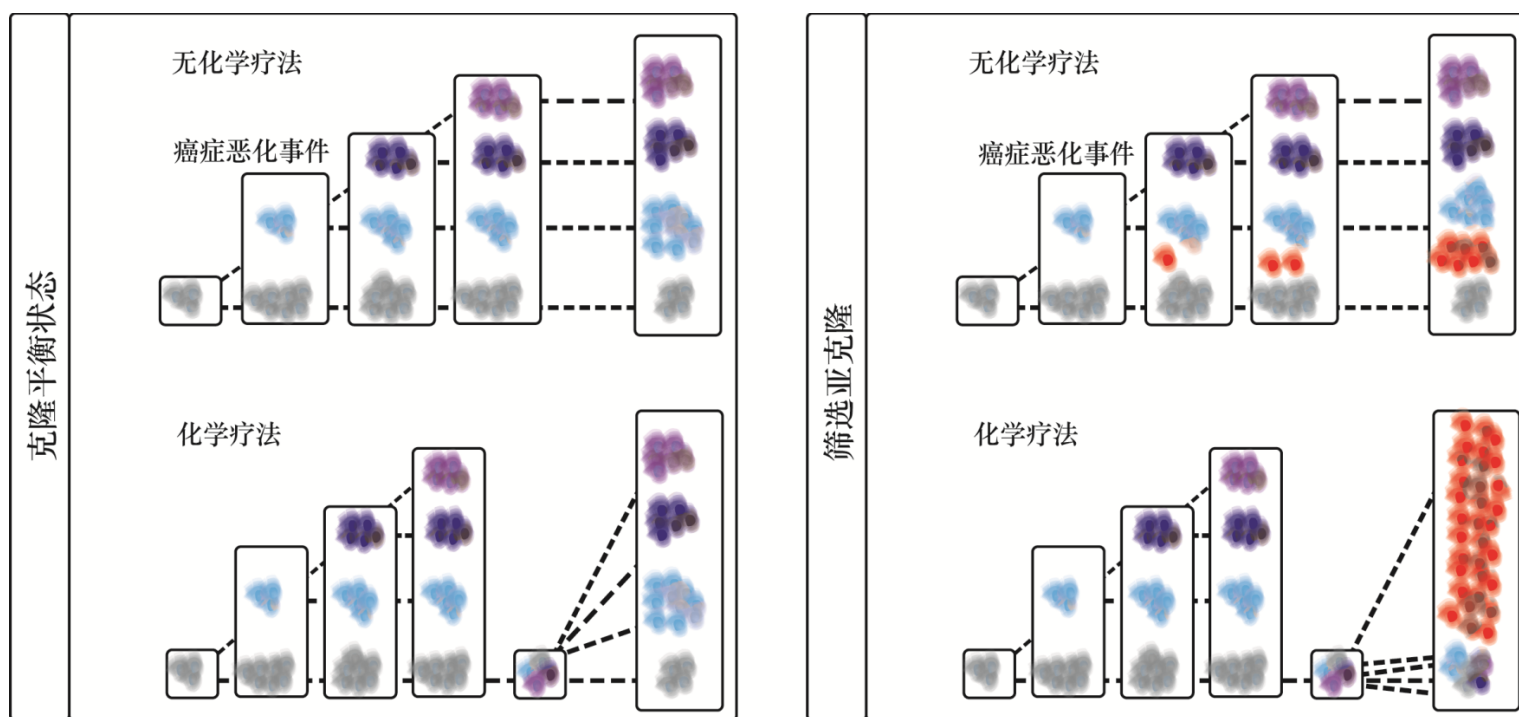 克隆平衡状态
无化学疗法
癌症恶化事件
化学疗法
筛选亚克隆
无化学疗法
癌症恶化事件
化学疗法